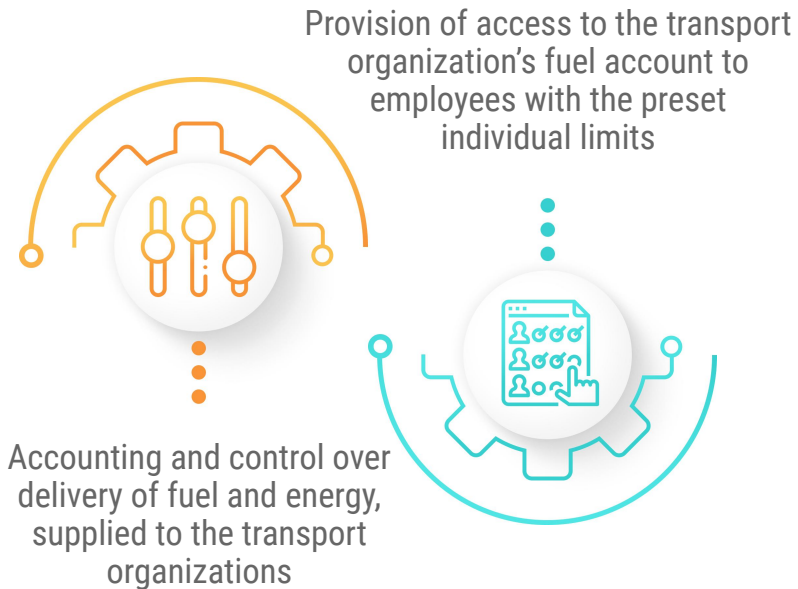 Provision of access to the transport
organization’s fuel account to
employees with the preset
individual limits
Accounting and control over
delivery of fuel and energy,
supplied to the transport
organizations